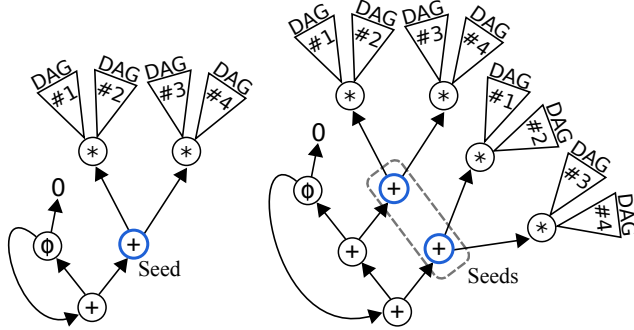 DAG DAG DAG DAG
#1 #2 #3 #4
* *
0
ϕ + Seed
+
DAG DAG DAG DAG
#1 #2 #3 #4
* *
DAG
#1
DAG
#2
*
DAG
#3
DAG
#4
*
0
ϕ +
+ +
Seeds
+